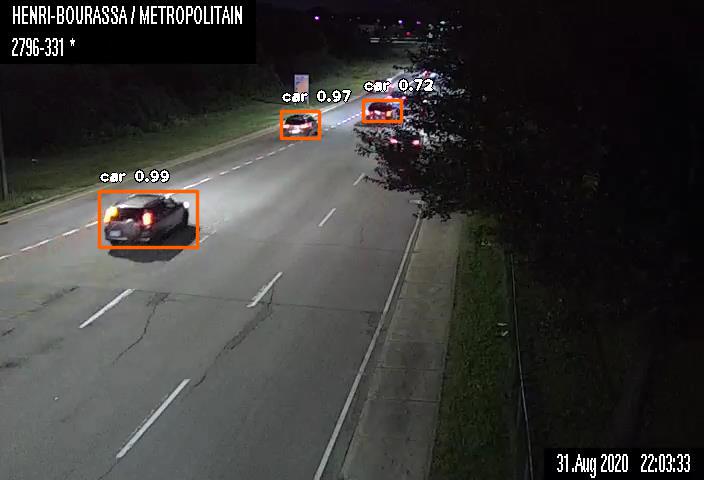 HENRI-BOURASSA / METROPOLITAIN
2796-331 *
car 0.72
car 0.97
car 0.99
31.Aug 2020 22:03:33